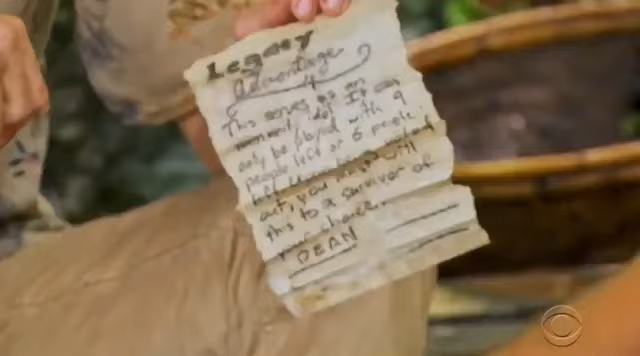 Legacy
Advantage
This serves as an
immunity idol. It can
only be played with 9
people left or 6 people
left. If you are voted
out, you must will
this to a survivor of
your choice.
DEAN
CBS